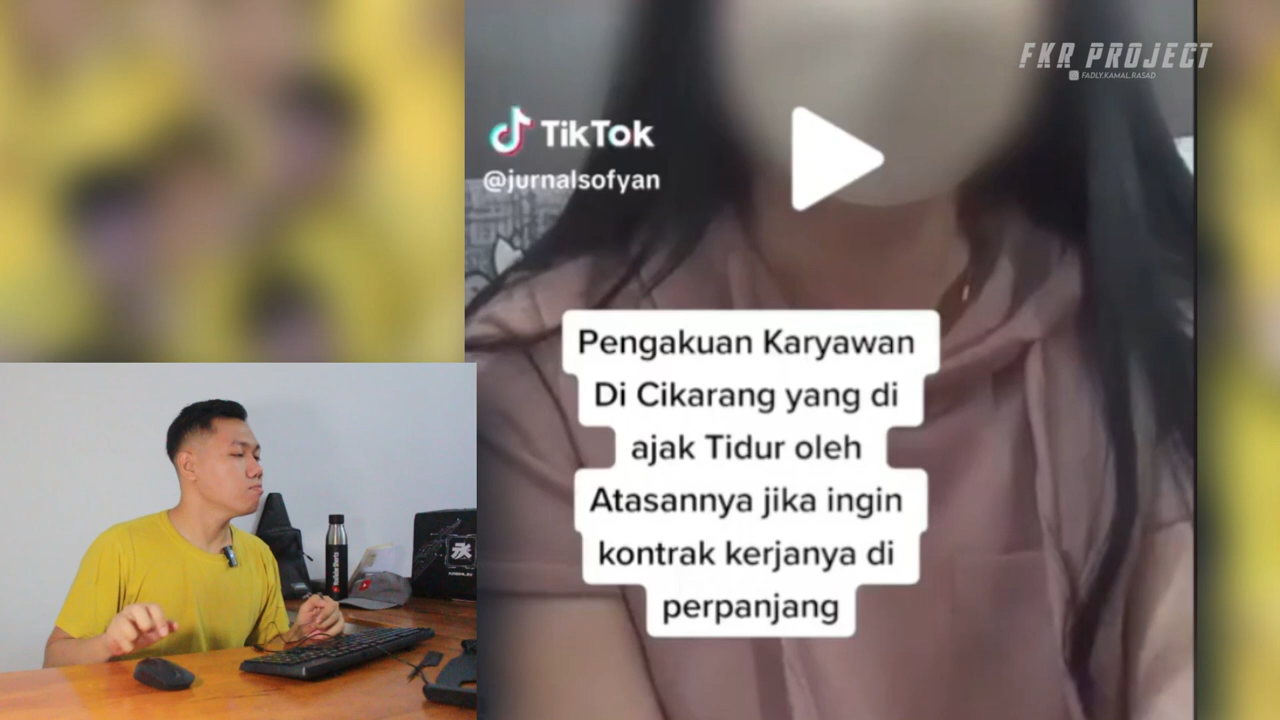 FKR PROJECT
FADLY.KAMAL.RASAD
TikTok
@jurnalsofyan
Pengakuan Karyawan
Di Cikarang yang di
ajak Tidur oleh
Atasannya jika ingin
kontrak kerjanya di
perpanjang